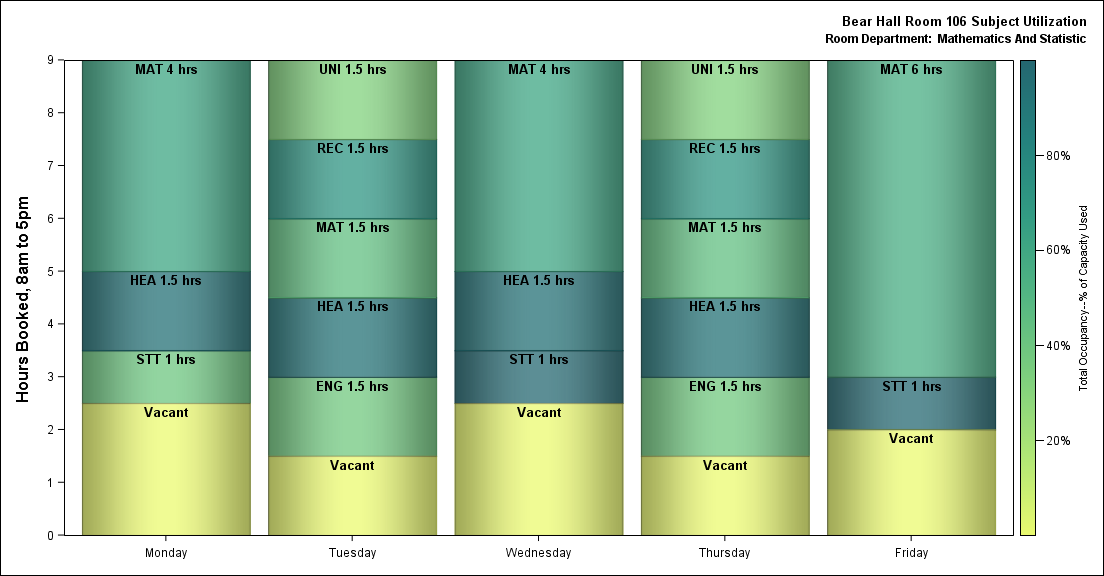 Bear Hall Room 106 Subject Utilization
Room Department: Mathematics And Statistic
Hours Booked, 8am to 5pm
9
8
7
6
5
4
3
2
1
0
MAT 4 hrs
HEA 1.5 hrs
STT 1 hrs
Vacant
UNI 1.5 hrs
REC 1.5 hrs
MAT 1.5 hrs
HEA 1.5 hrs
ENG 1.5 hrs
Vacant
MAT 4 hrs
HEA 1.5 hrs
STT 1 hrs
Vacant
UNI 1.5 hrs
REC 1.5 hrs
MAT 1.5 hrs
HEA 1.5 hrs
ENG 1.5 hrs
Vacant
MAT 6 hrs
STT 1 hrs
Vacant
Monday
Tuesday
Wednesday
Thursday
Friday
80%
60%
40%
20%
Total Occupancy--% of Capacity Used